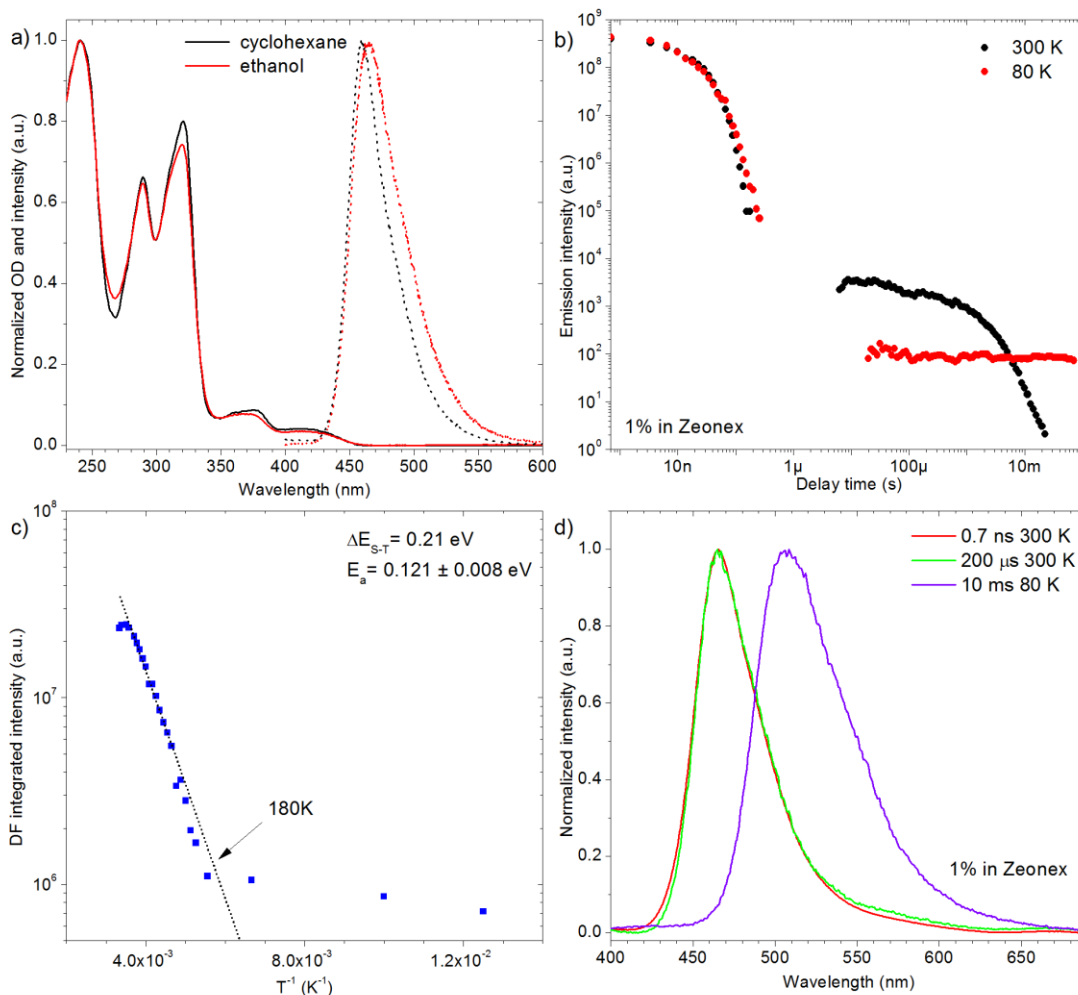 a)
cyclohexane
ethanol
Normalized OD and intensity (a.u.)
1.0
0.8
0.6
0.4
0.2
0.0
250 300 350 400 450 500 550 600
Wavelength (nm)
b)
300 K
80 K
Emission intensity (a.u.)
10⁹
10⁸
10⁷
10⁶
10⁵
10⁴
10³
10²
10¹
10⁰
1% in Zeonex
10n 1µ 100µ 10m
Delay time (s)
c)
ΔE_S-T = 0.21 eV
E_a = 0.121 ± 0.008 eV
DF integrated intensity (a.u.)
10⁸
10⁷
10⁶
180K
4.0x10⁻³ 8.0x10⁻³ 1.2x10⁻²
T⁻¹ (K⁻¹)
d)
0.7 ns 300 K
200 µs 300 K
10 ms 80 K
Normalized intensity (a.u.)
1.0
0.8
0.6
0.4
0.2
0.0
1% in Zeonex
400 450 500 550 600 650
Wavelength (nm)